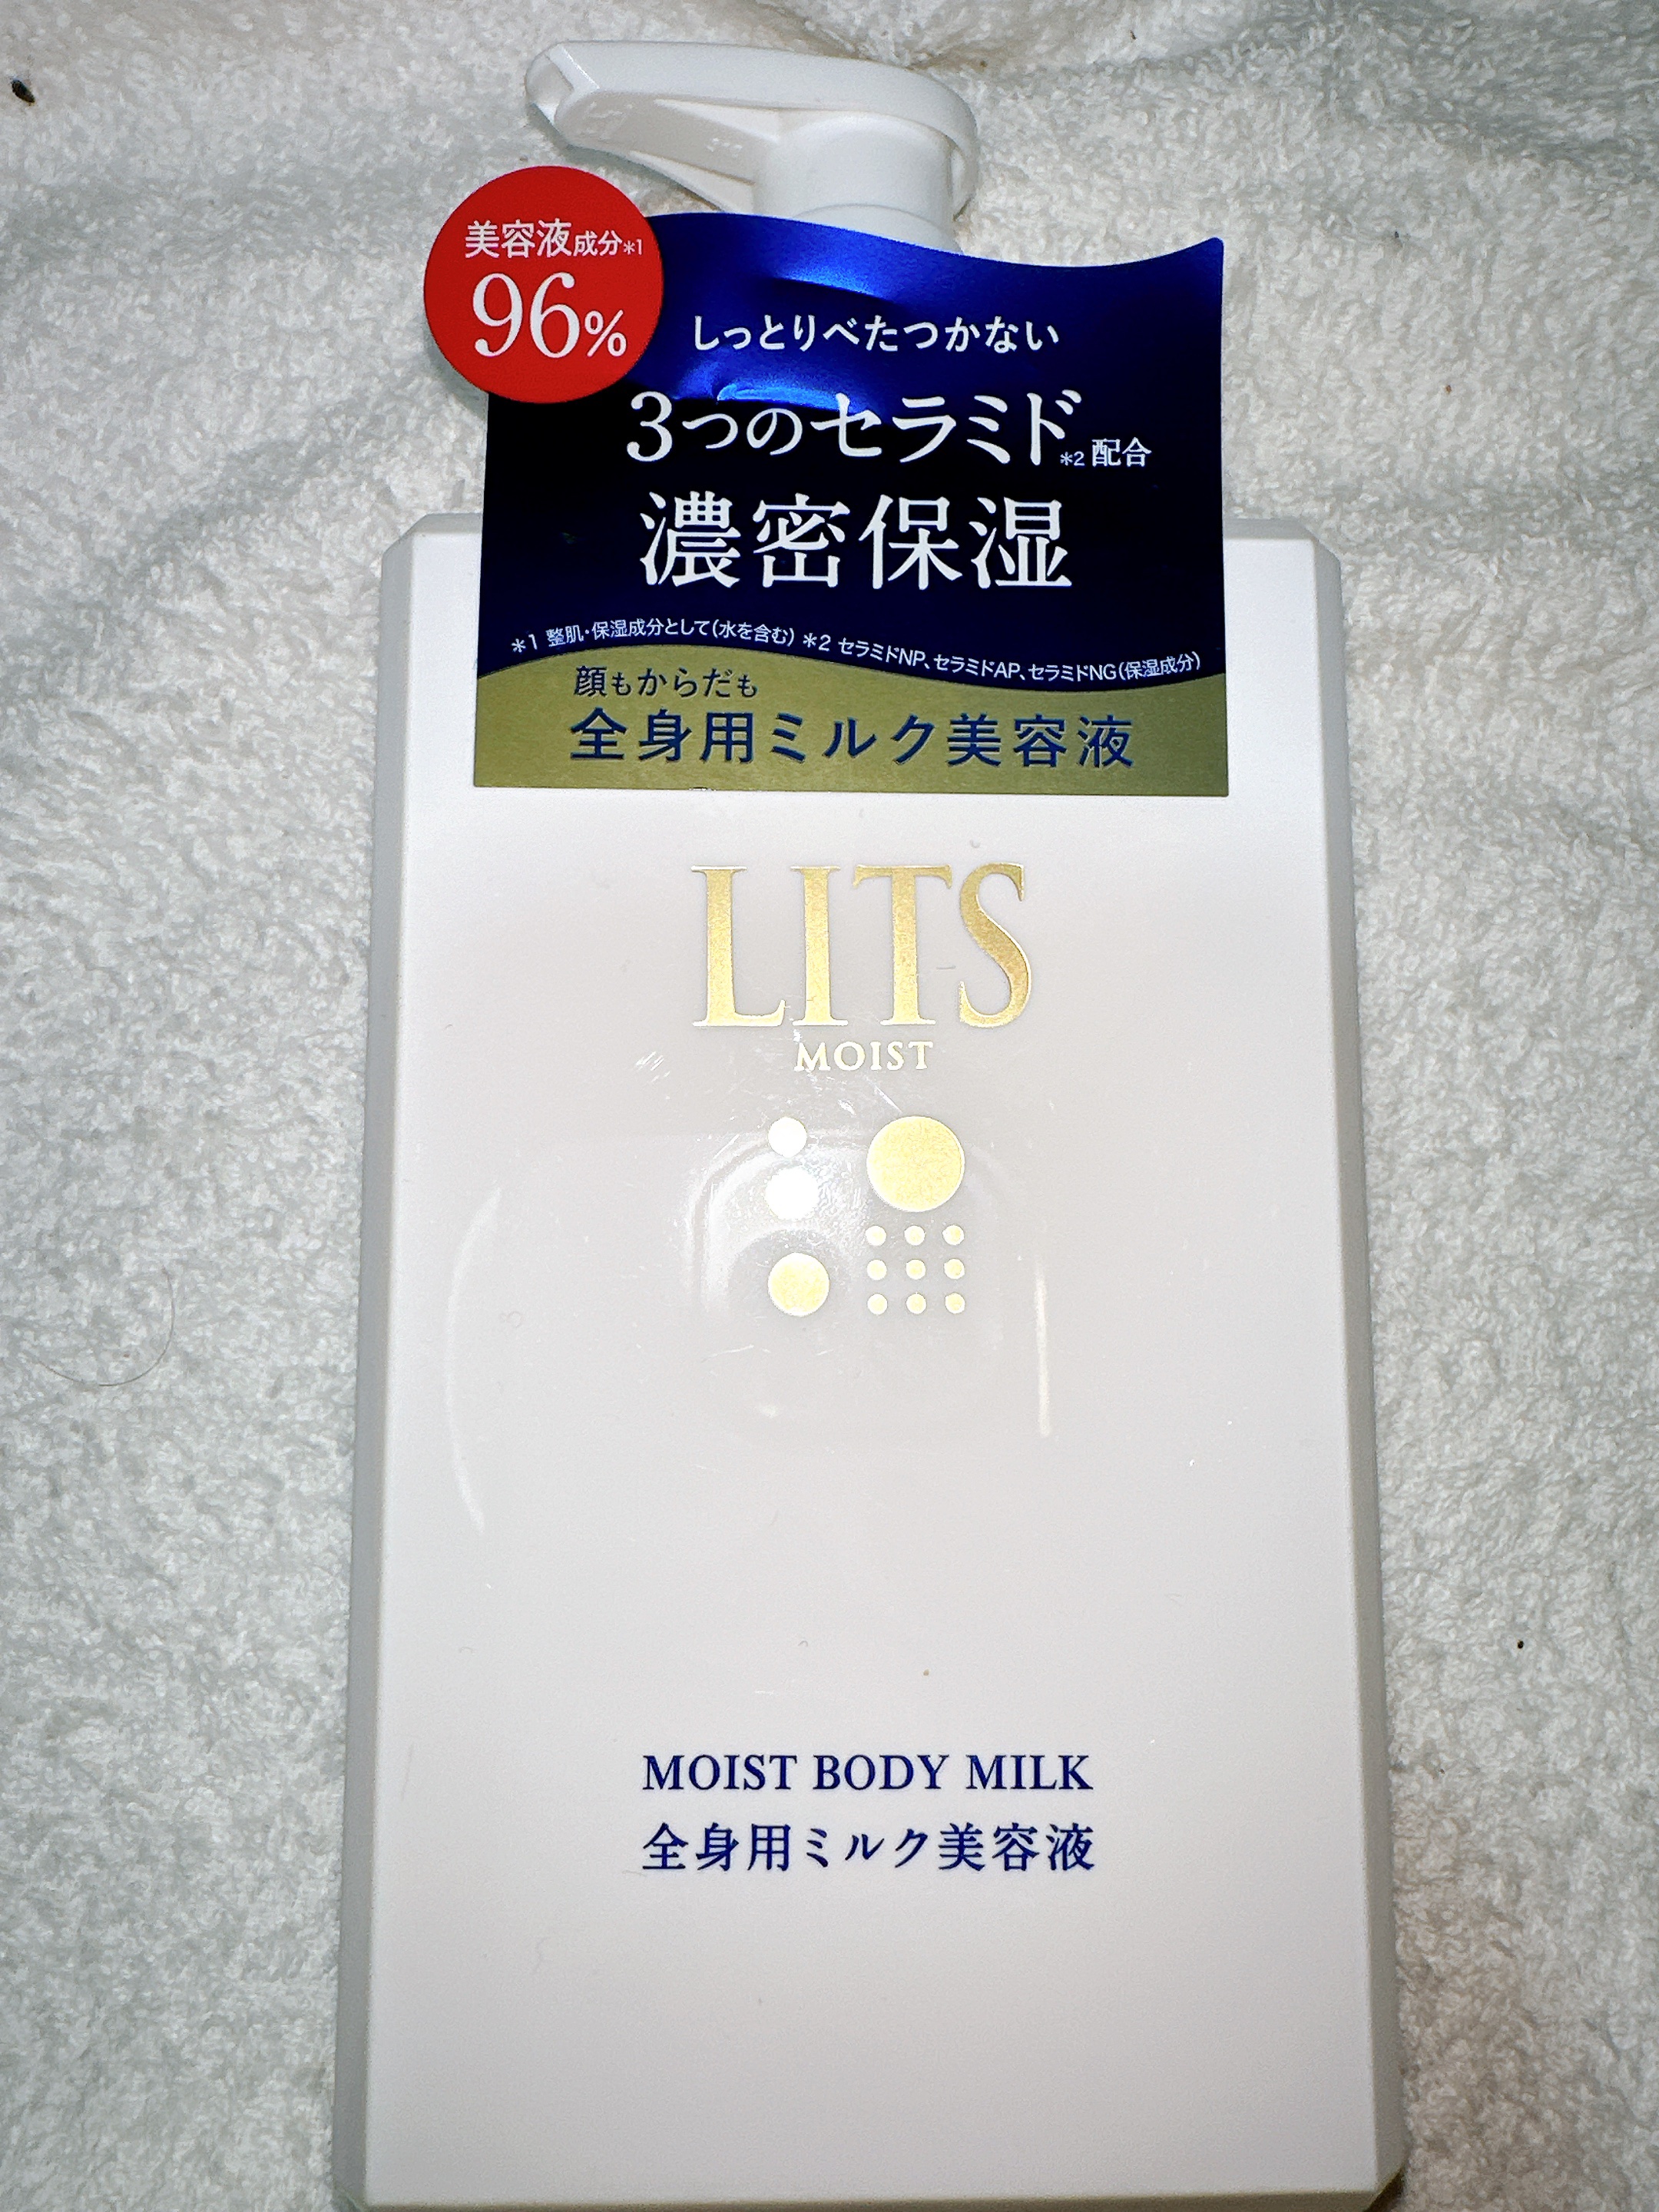 美容液成分*1
96%
しっとりべたつかない
3つのセラミド*2配合
濃密保湿
*1 整肌・保湿成分として(水を含む) *2 セラミドNP、セラミドAP、セラミドNG(保湿成分)
顔もからだも
全身用ミルク美容液
LITS
MOIST
MOIST BODY MILK
全身用ミルク美容液